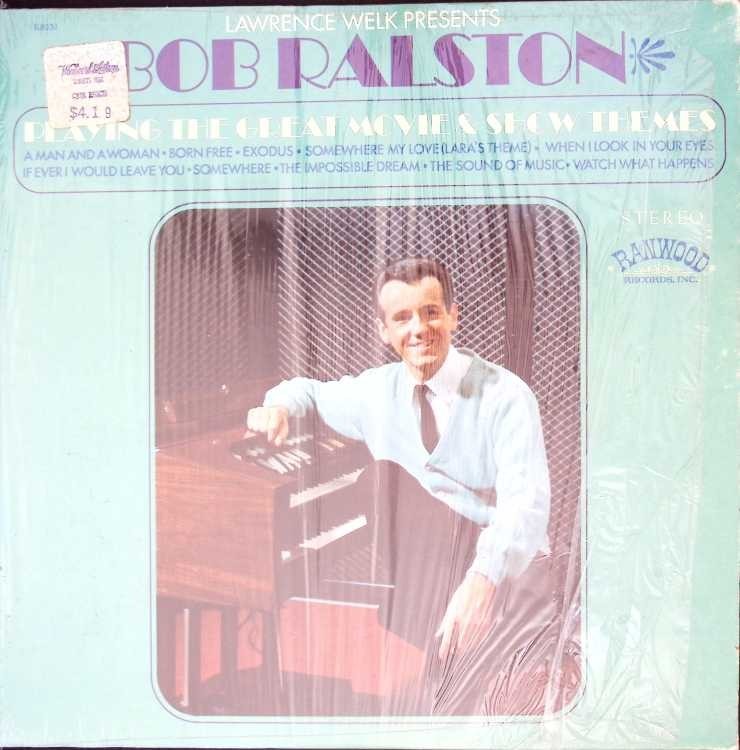 LAWRENCE WELK PRESENTS
BOB RALSTON
$4.19
PLAYING THE GREAT MOVIE & SHOW THEMES
A MAN AND A WOMAN • BORN FREE • EXODUS • SOMEWHERE MY LOVE (LARA'S THEME) • WHEN I LOOK IN YOUR EYES
IF EVER I WOULD LEAVE YOU • SOMEWHERE • THE IMPOSSIBLE DREAM • THE SOUND OF MUSIC • WATCH WHAT HAPPENS
STEREO
RANWOOD
RECORDS, INC.